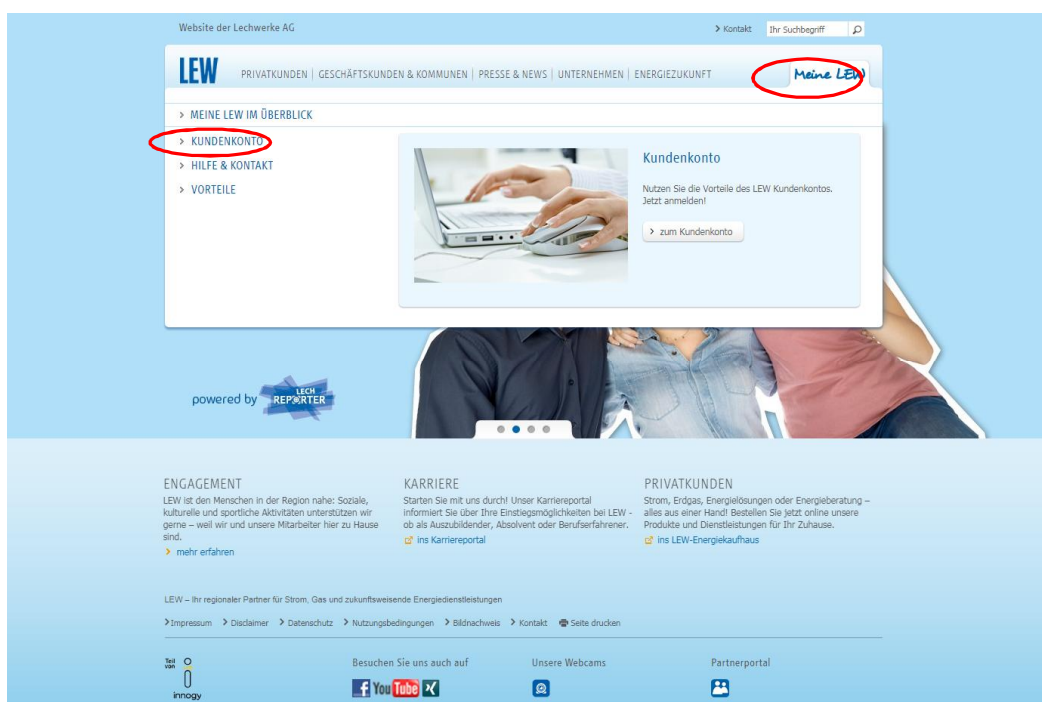 Website der Lechwerke AG
Kontakt
Ihr Suchbegriff
LEW
PRIVATKUNDEN | GESCHÄFTSKUNDEN & KOMMUNEN | PRESSE & NEWS | UNTERNEHMEN | ENERGIEZUKUNFT
Meine LEW
MEINE LEW IM ÜBERBLICK
KUNDENKONTO
HILFE & KONTAKT
VORTEILE
Kundenkonto
Nutzen Sie die Vorteile des LEW Kundenkontos.
Jetzt anmelden!
zum Kundenkonto
powered by LECH
REPORTER
ENGAGEMENT
LEW ist den Menschen in der Region nahe: Soziale,
kulturelle und sportliche Aktivitäten unterstützen wir
gerne – weil wir und unsere Mitarbeiter hier zu Hause
sind.
mehr erfahren
KARRIERE
Starten Sie mit uns durch! Unser Karriereportal
informiert Sie über Ihre Einstiegsmöglichkeiten bei LEW -
ob als Auszubildender, Absolvent oder Berufserfahrener.
ins Karriereportal
PRIVATKUNDEN
Strom, Erdgas, Energielösungen oder Energieberatung –
alles aus einer Hand! Bestellen Sie jetzt online unsere
Produkte und Dienstleistungen für Ihr Zuhause.
ins LEW-Energiekaufhaus
LEW – Ihr regionaler Partner für Strom, Gas und zukunftsweisende Energiedienstleistungen
Impressum Disclaimer Datenschutz Nutzungsbedingungen Bildnachweis Kontakt Seite drucken
Teil
von
innogy
Besuchen Sie uns auch auf
f YouTube
Unsere Webcams
Partnerportal